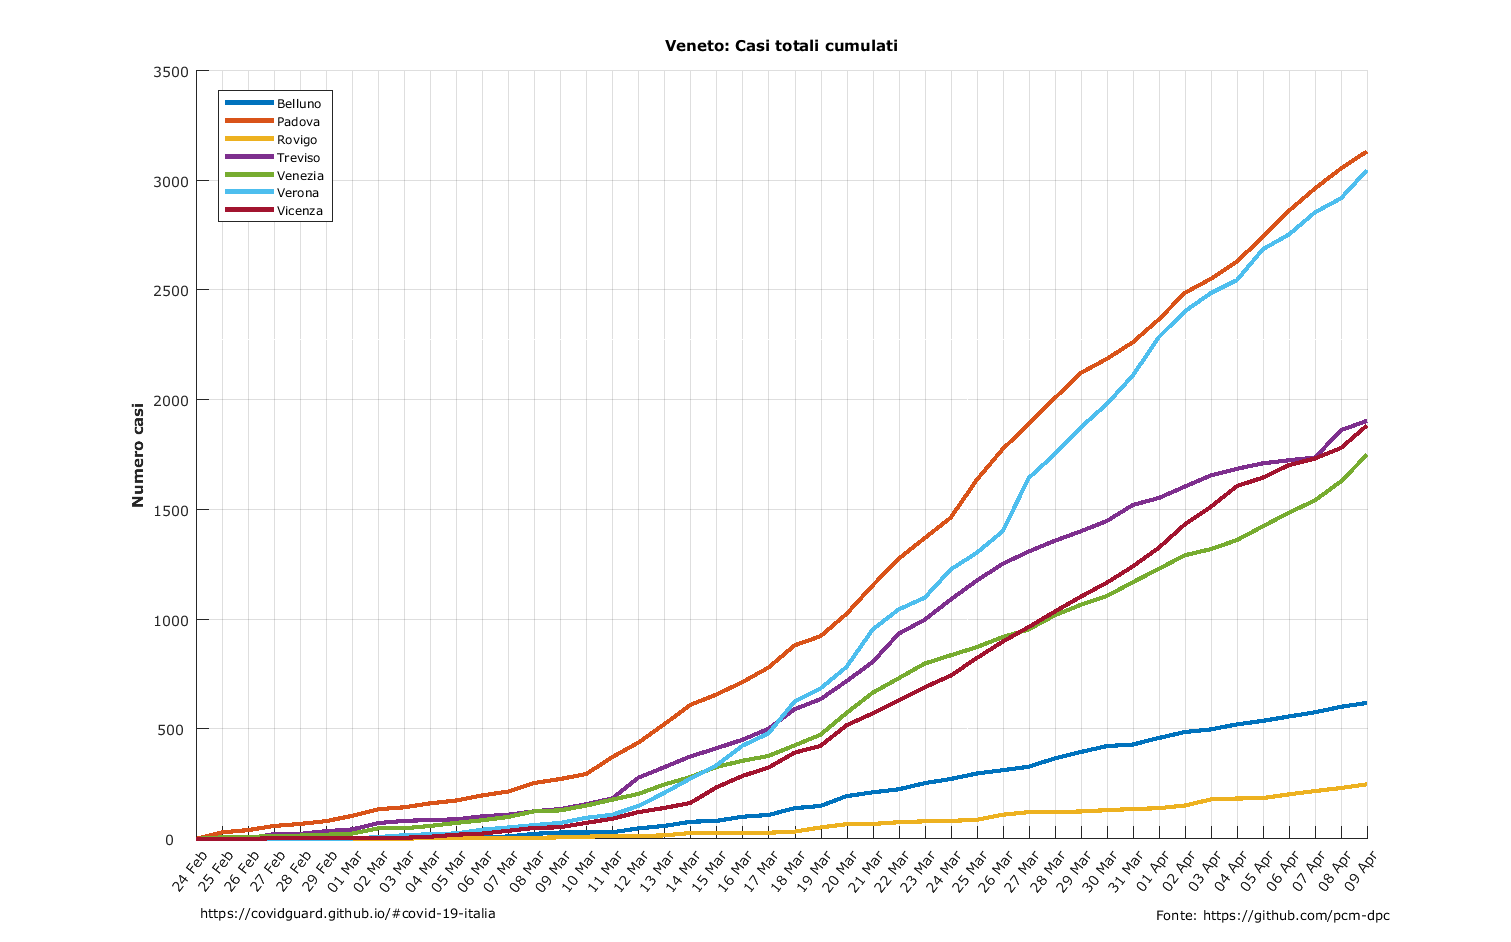 Veneto: Casi totali cumulati
3500
3000
2500
2000
1500
1000
500
0
Numero casi
Belluno
Padova
Rovigo
Treviso
Venezia
Verona
Vicenza
24 Feb
25 Feb
26 Feb
27 Feb
28 Feb
29 Feb
01 Mar
02 Mar
03 Mar
04 Mar
05 Mar
06 Mar
07 Mar
08 Mar
09 Mar
10 Mar
11 Mar
12 Mar
13 Mar
14 Mar
15 Mar
16 Mar
17 Mar
18 Mar
19 Mar
20 Mar
21 Mar
22 Mar
23 Mar
24 Mar
25 Mar
26 Mar
27 Mar
28 Mar
29 Mar
30 Mar
31 Mar
01 Apr
02 Apr
03 Apr
04 Apr
05 Apr
06 Apr
07 Apr
08 Apr
09 Apr
https://covidguard.github.io/#covid-19-italia
Fonte: https://github.com/pcm-dpc